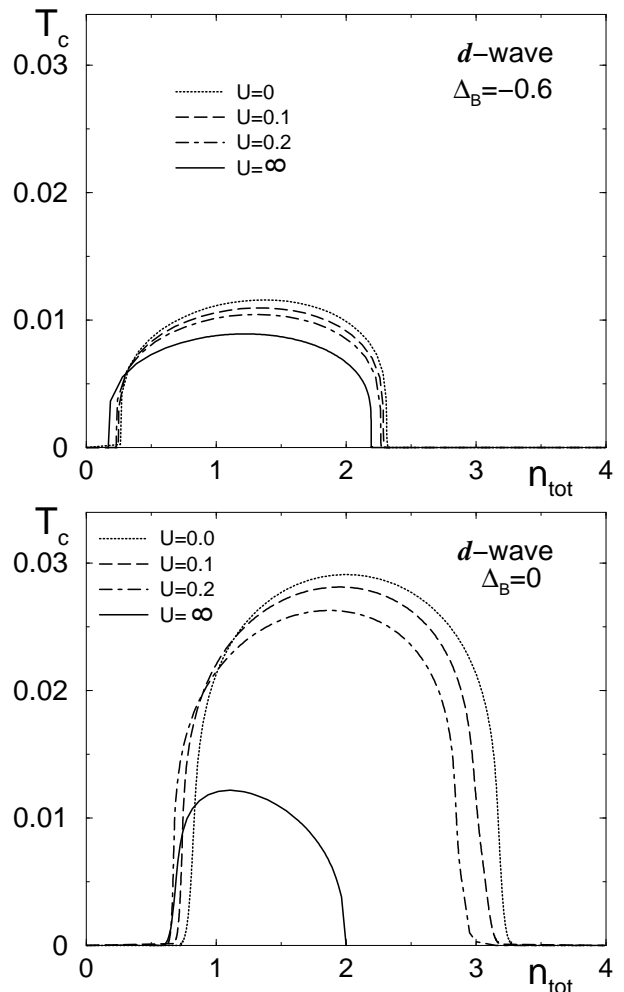 T_c
0.03
d–wave
Δ_B=−0.6
U=0
U=0.1
U=0.2
U=∞
0.02
0.01
0
0 1 2 3 4
n_tot
T_c
0.03
U=0.0
d–wave
U=0.1
Δ_B=0
U=0.2
U=∞
0.02
0.01
0
0 1 2 3 4
n_tot